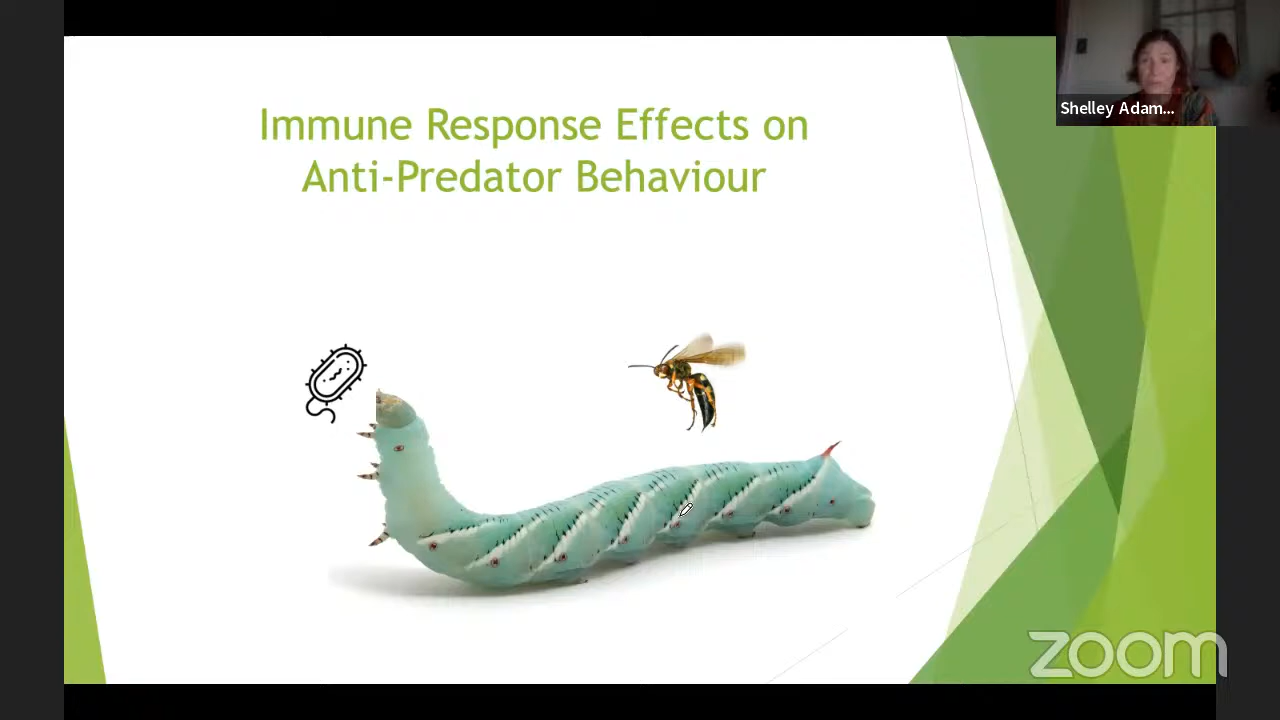 Immune Response Effects on
Anti-Predator Behaviour
Shelley Adam...
zoom